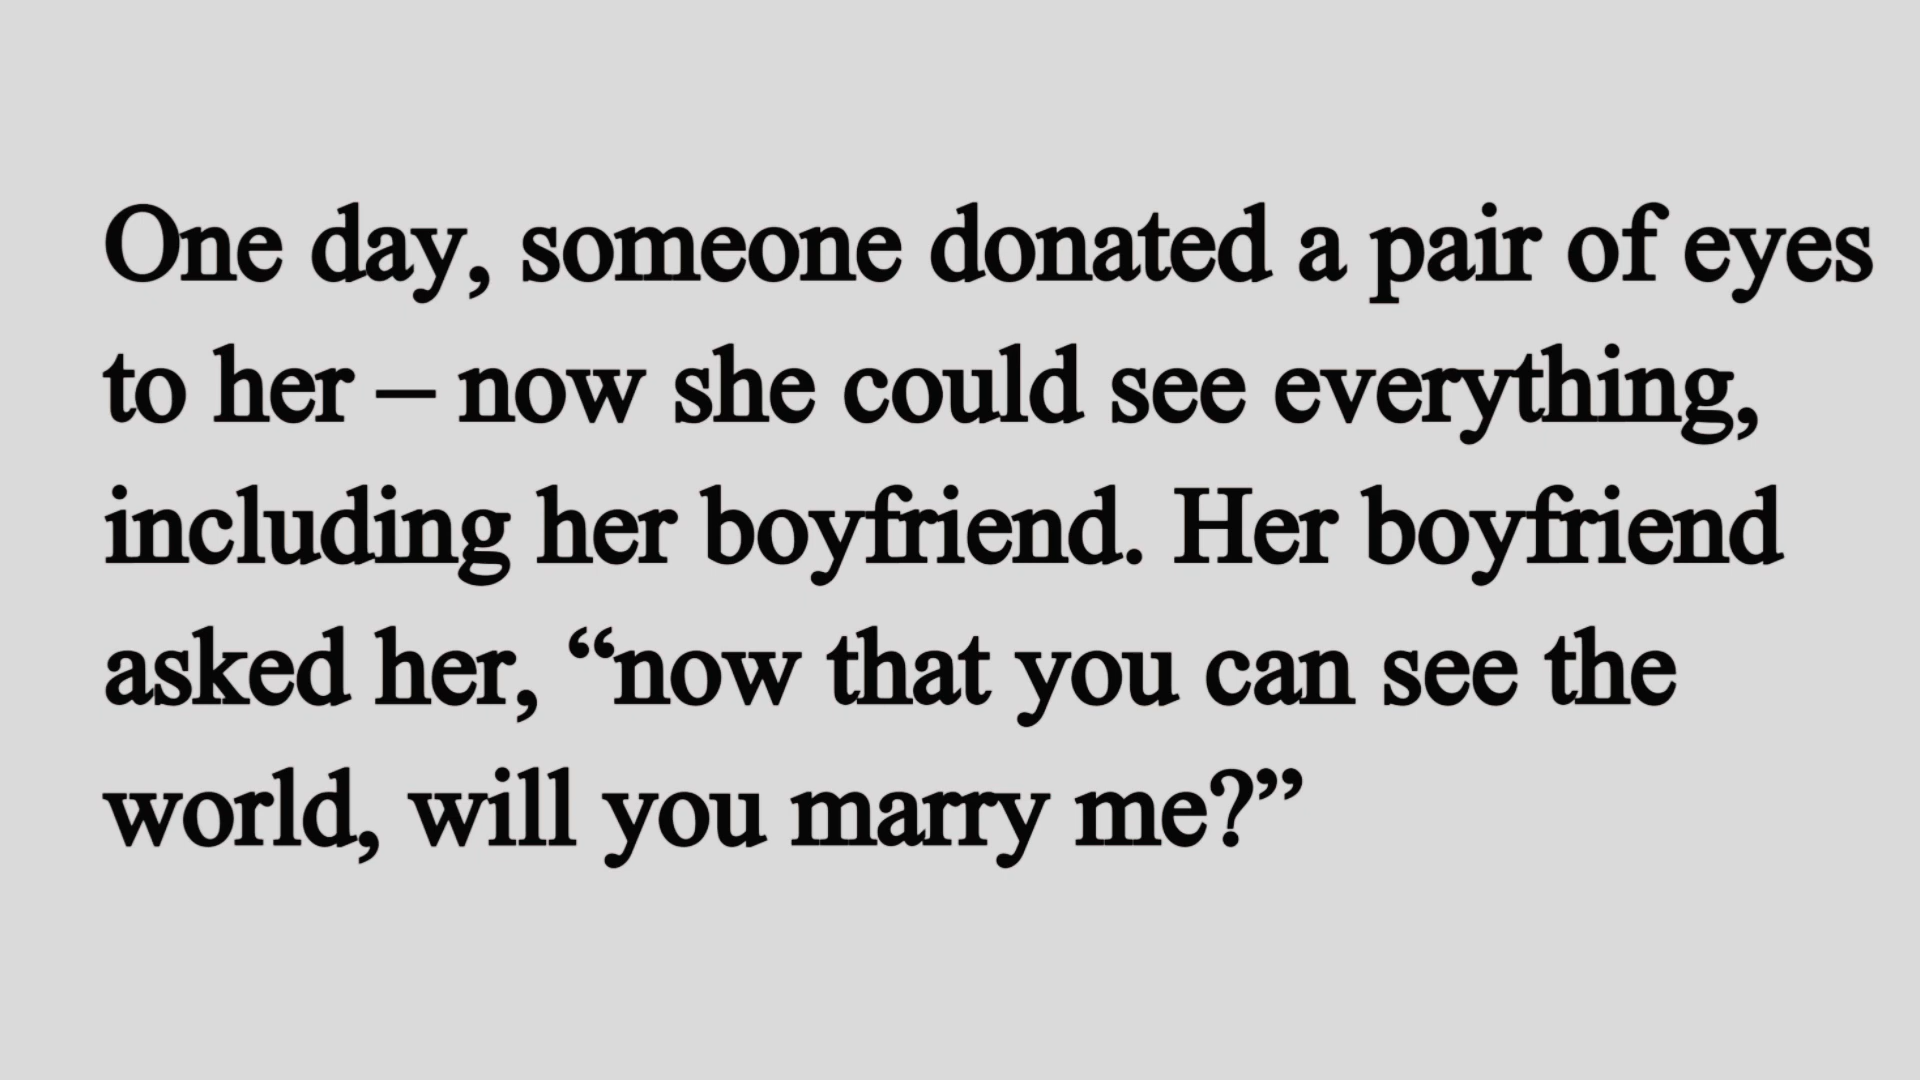 One day, someone donated a pair of eyes
to her – now she could see everything,
including her boyfriend. Her boyfriend
asked her, “now that you can see the
world, will you marry me?”